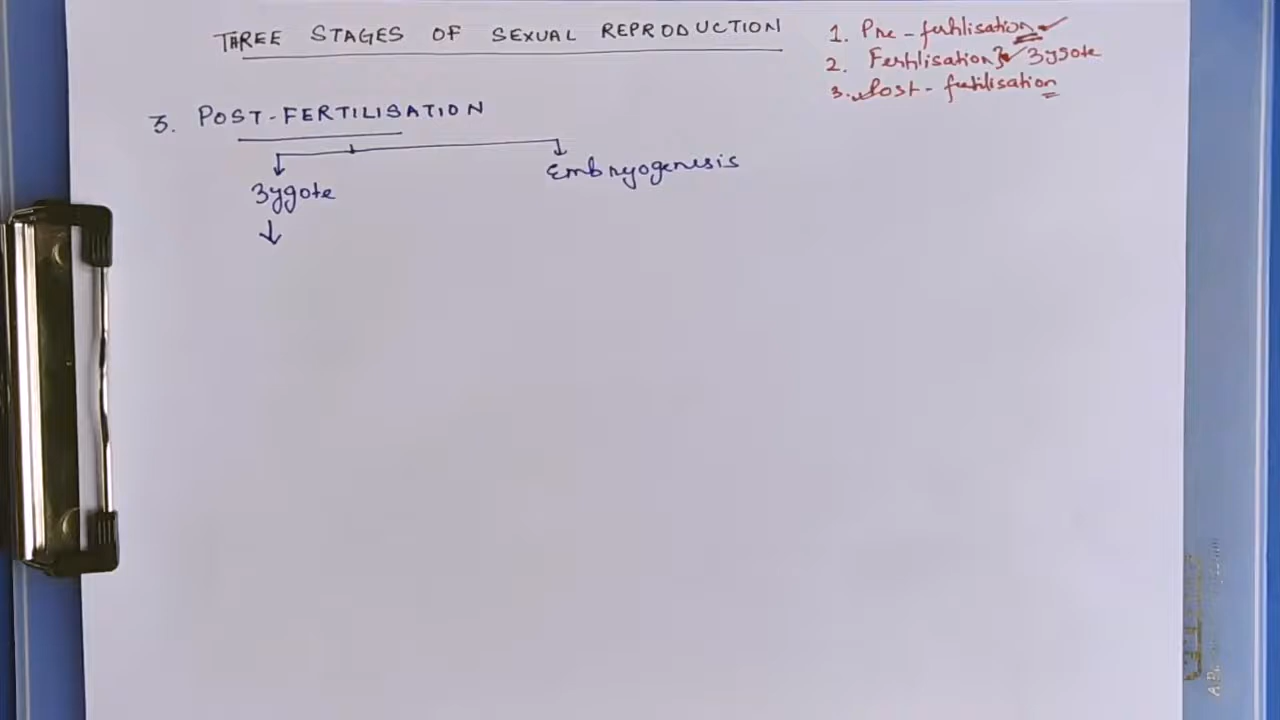 THREE STAGES OF SEXUAL REPRODUCTION
1. Pre-fertilisation
2. Fertilisation} Zygote
3. Post-fertilisation
3. POST-FERTILISATION
Zygote
Embryogenesis